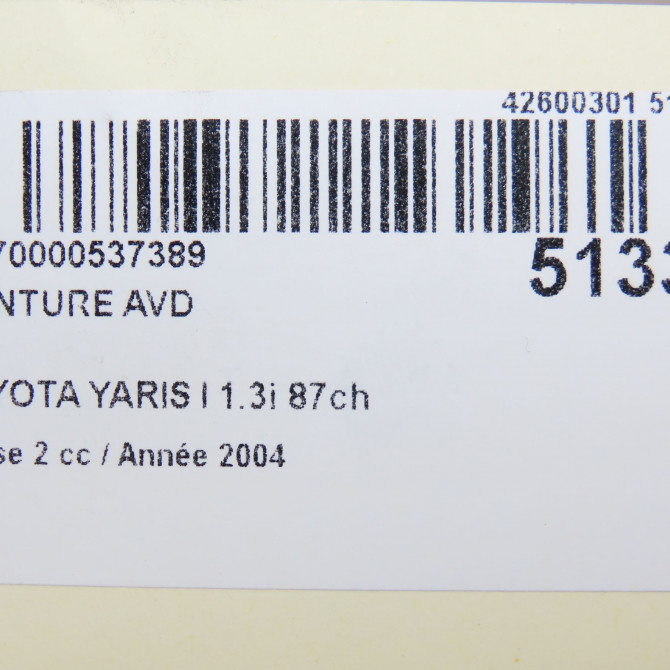 42600301 51
70000537389
5133
NTURE AVD
YOTA YARIS I 1.3i 87ch
se 2 cc / Année 2004